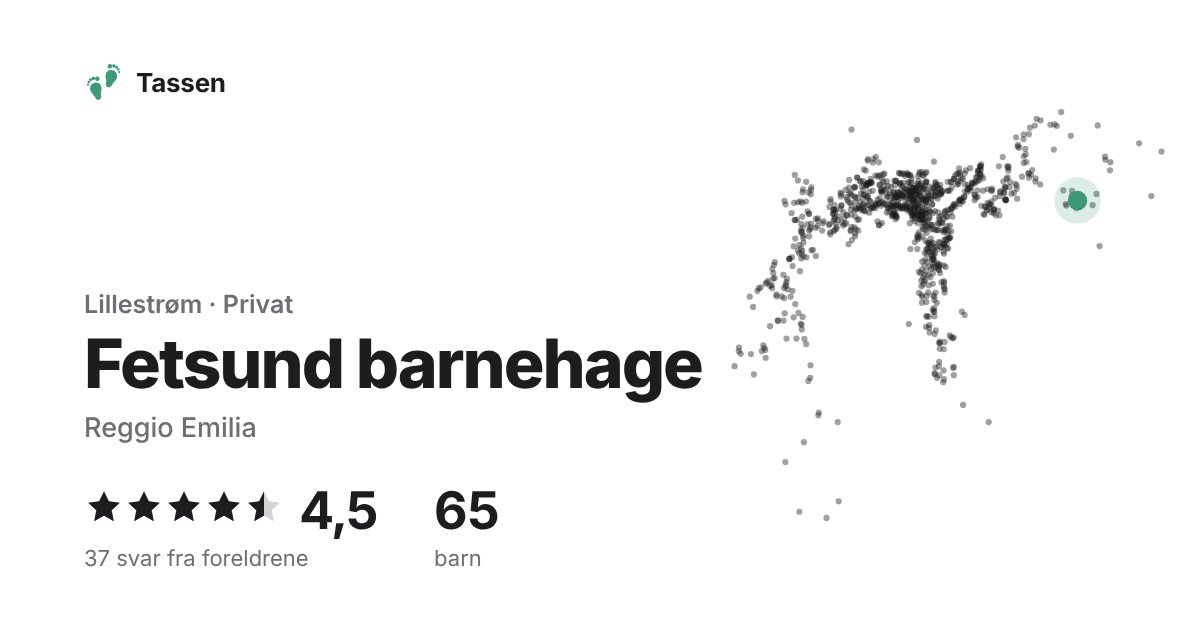 Tassen
Lillestrøm · Privat
Fetsund barnehage
Reggio Emilia
4,5
65
37 svar fra foreldrene
barn